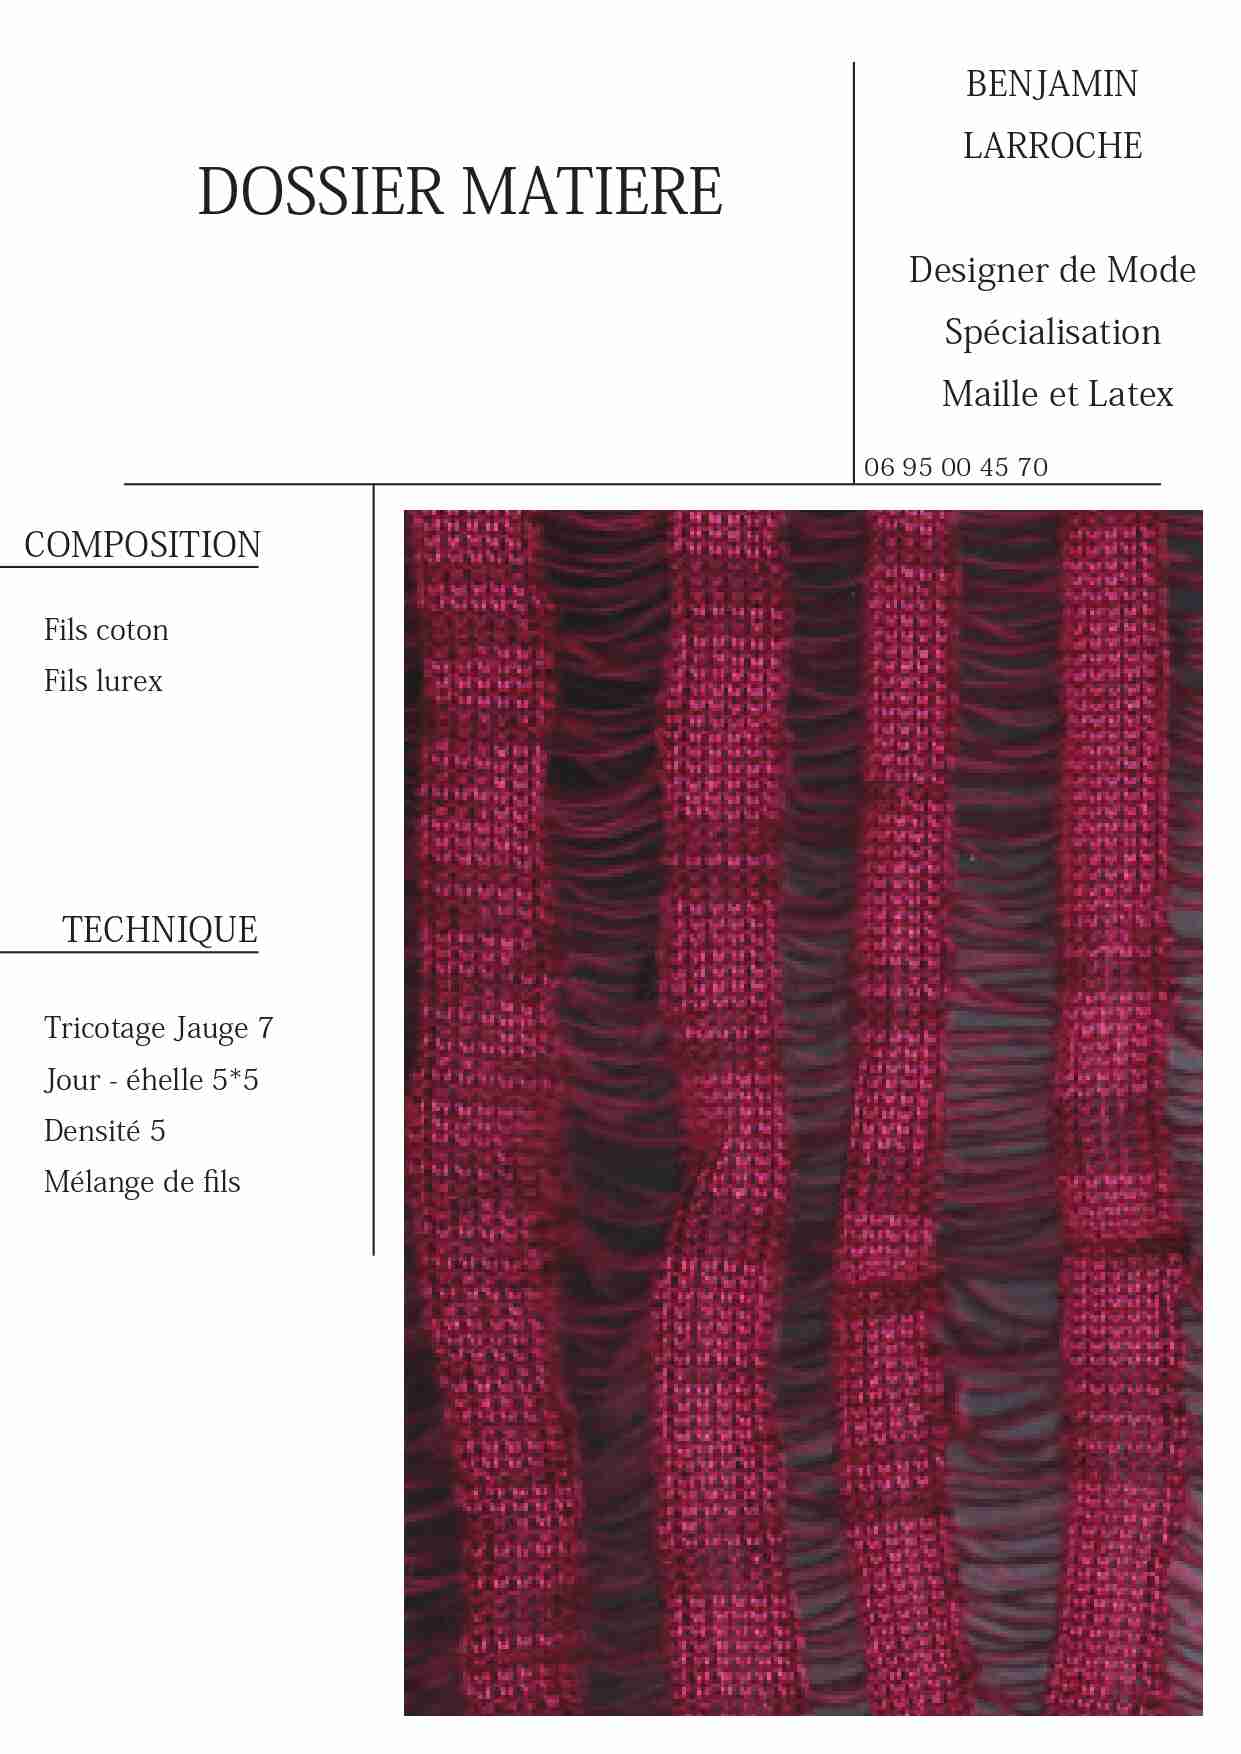 DOSSIER MATIERE
BENJAMIN
LARROCHE
Designer de Mode
Spécialisation
Maille et Latex
06 95 00 45 70
COMPOSITION
Fils coton
Fils lurex
TECHNIQUE
Tricotage Jauge 7
Jour - éhelle 5*5
Densité 5
Mélange de fils